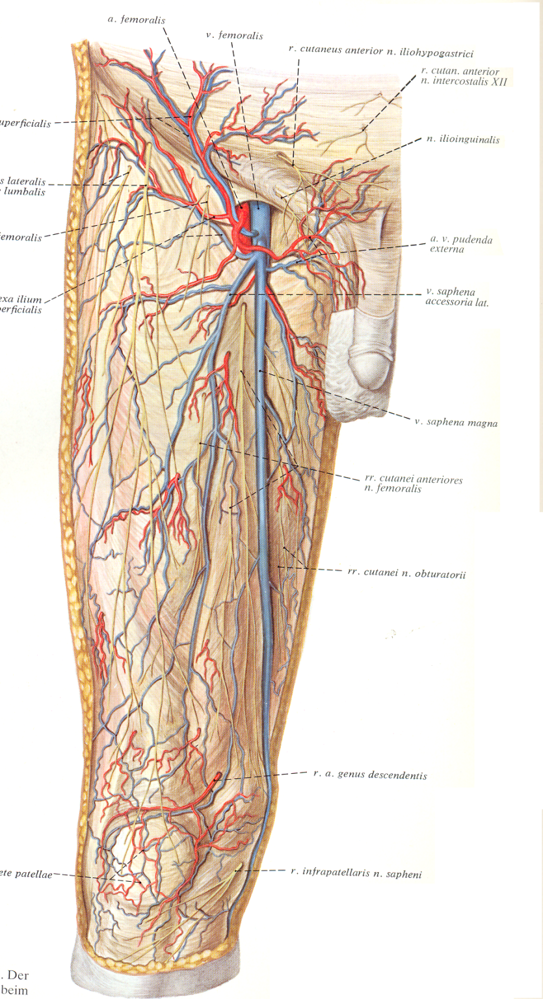 a. femoralis
v. femoralis
r. cutaneus anterior n. iliohypogastrici
r. cutan. anterior
n. intercostalis XII
uperficialis
n. ilioinguinalis
s lateralis
lumbalis
femoralis
a. v. pudenda
externa
exa ilium
perficialis
v. saphena
accessoria lat.
v. saphena magna
rr. cutanei anteriores
n. femoralis
rr. cutanei n. obturatorii
r. a. genus descendentis
ete patellae
r. infrapatellaris n. sapheni
. Der
beim